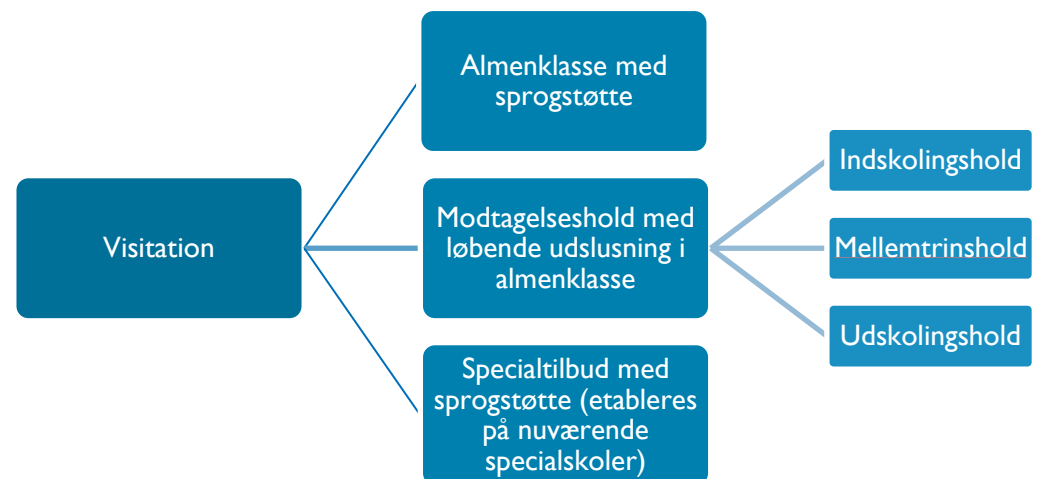 Almenklasse med
sprogstøtte
Visitation
Modtagelseshold med
løbende udslusning i
almenklasse
Specialtilbud med
sprogstøtte (etableres
på nuværende
specialskoler)
Indskolingshold
Mellemtrinshold
Udskolingshold